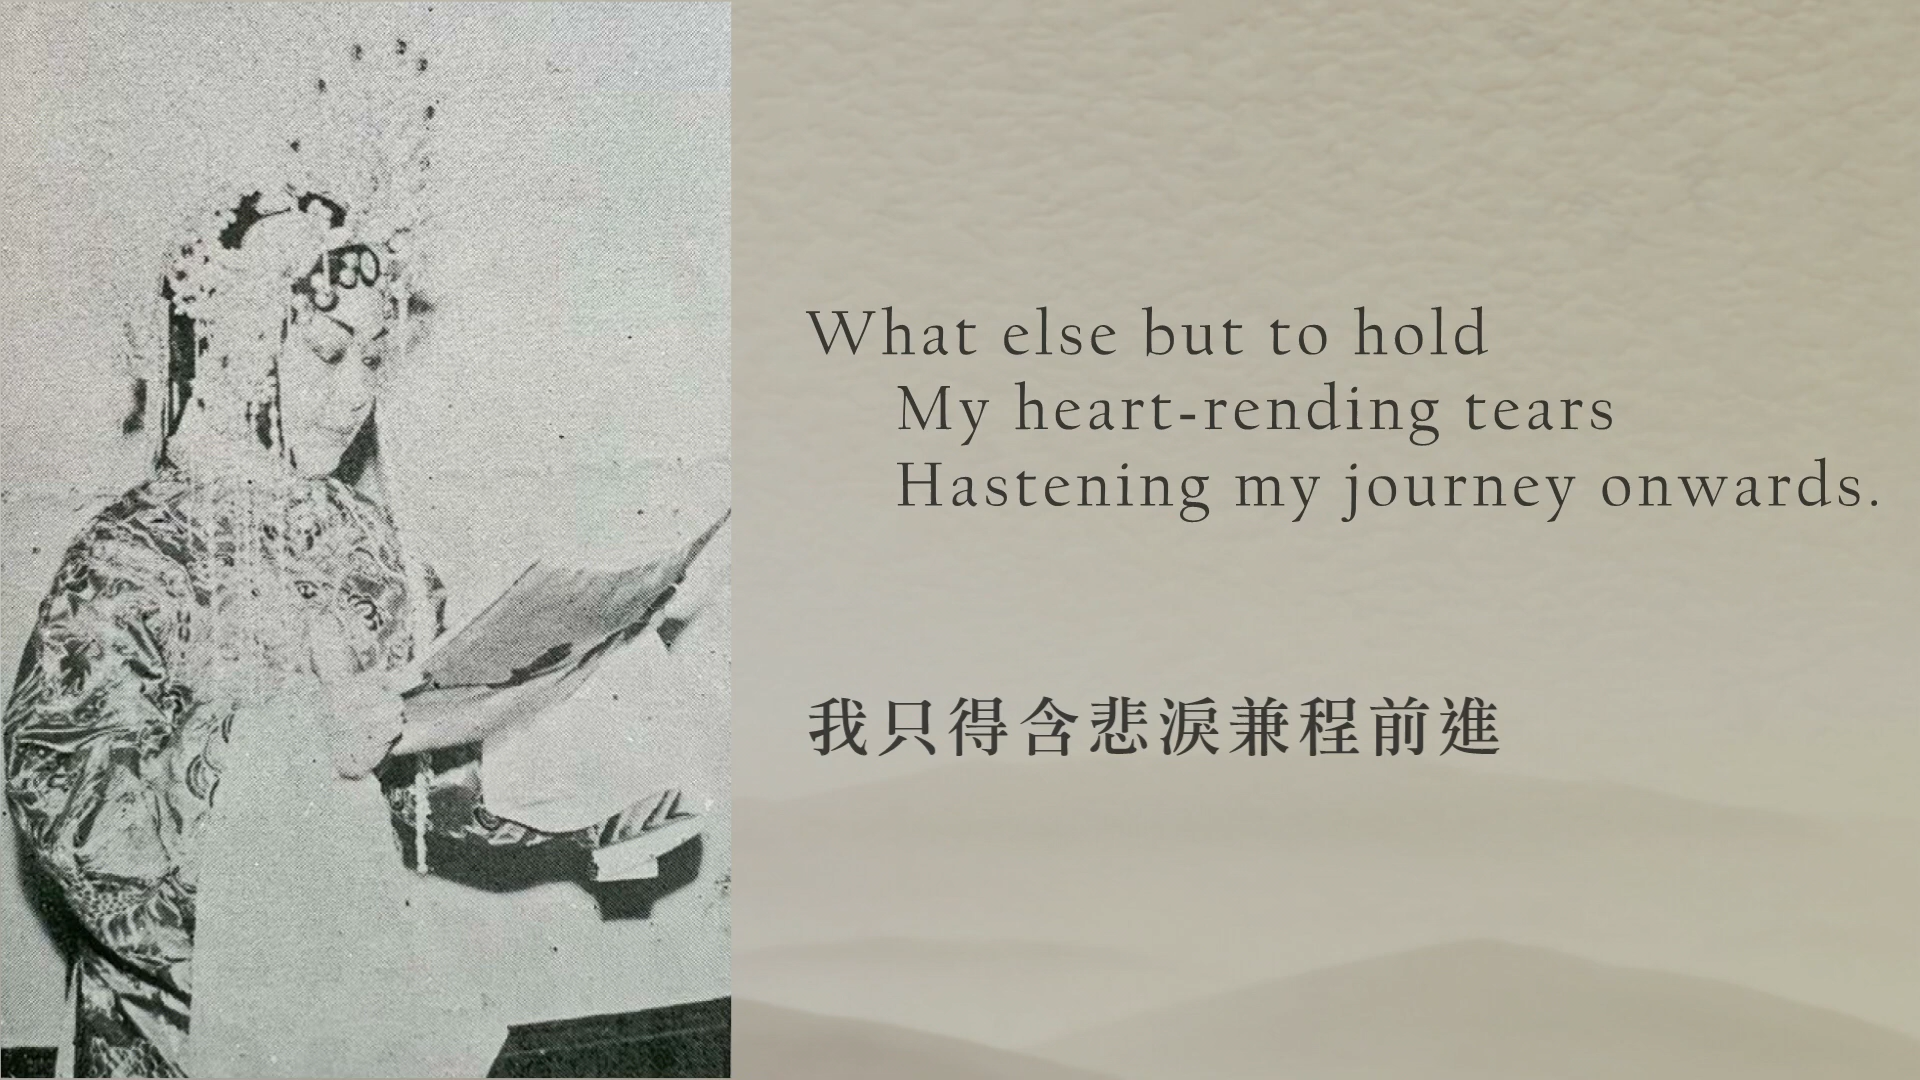 What else but to hold
My heart-rending tears
Hastening my journey onwards.
我只得含悲淚兼程前進